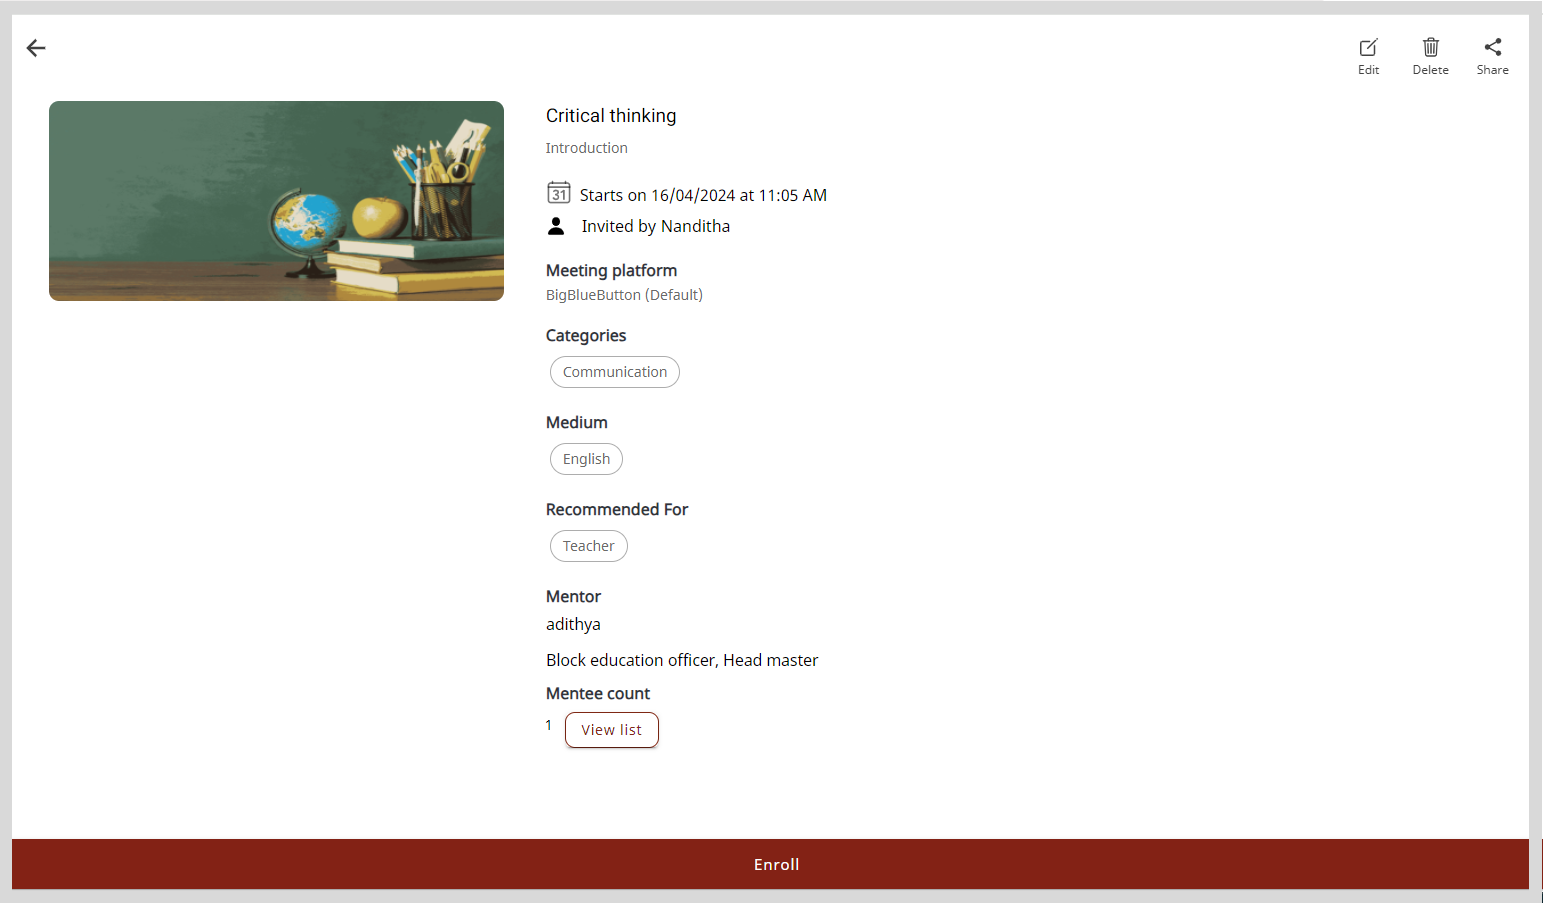 Edit
Delete
Share
Critical thinking
Introduction
31
Starts on 16/04/2024 at 11:05 AM
Invited by Nanditha
Meeting platform
BigBlueButton (Default)
Categories
Communication
Medium
English
Recommended For
Teacher
Mentor
adithya
Block education officer, Head master
Mentee count
1
View list
Enroll